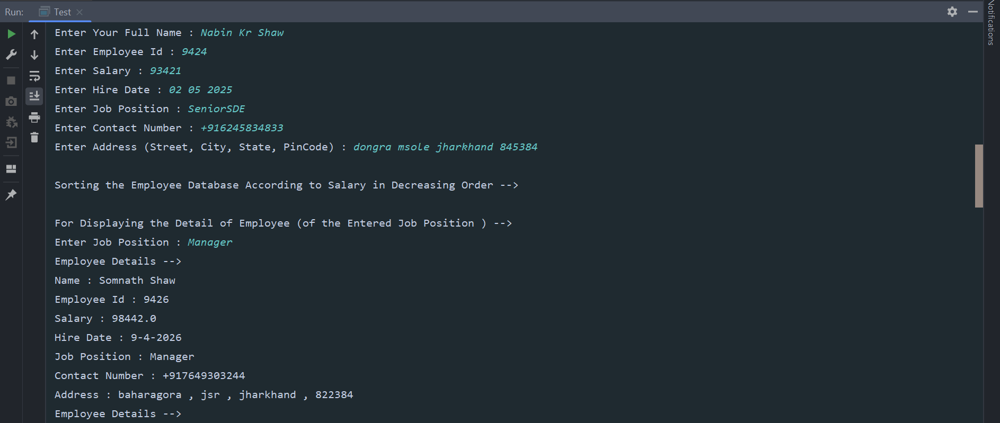 Run: Test
Notifications
Enter Your Full Name : Nabin Kr Shaw
Enter Employee Id : 9424
Enter Salary : 93421
Enter Hire Date : 02 05 2025
Enter Job Position : SeniorSDE
Enter Contact Number : +916245834833
Enter Address (Street, City, State, PinCode) : dongra msole jharkhand 845384
Sorting the Employee Database According to Salary in Decreasing Order -->
For Displaying the Detail of Employee (of the Entered Job Position ) -->
Enter Job Position : Manager
Employee Details -->
Name : Somnath Shaw
Employee Id : 9426
Salary : 98442.0
Hire Date : 9-4-2026
Job Position : Manager
Contact Number : +917649303244
Address : baharagora , jsr , jharkhand , 822384
Employee Details -->